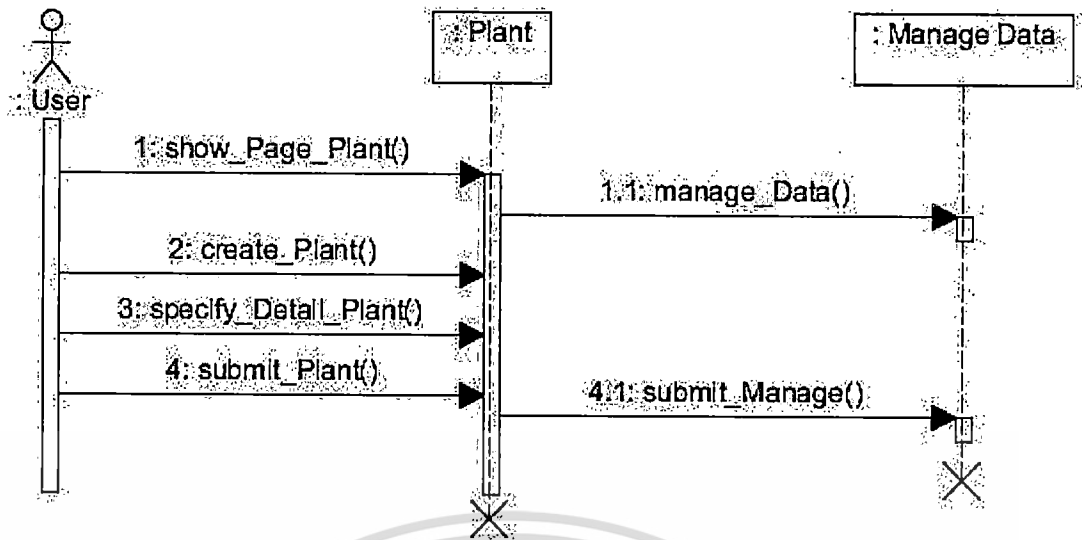 : Plant
: Manage Data
: User
1: show_Page_Plant()
1.1: manage_Data()
2: create_Plant()
3: specify_Detail_Plant()
4: submit_Plant()
4.1: submit_Manage()